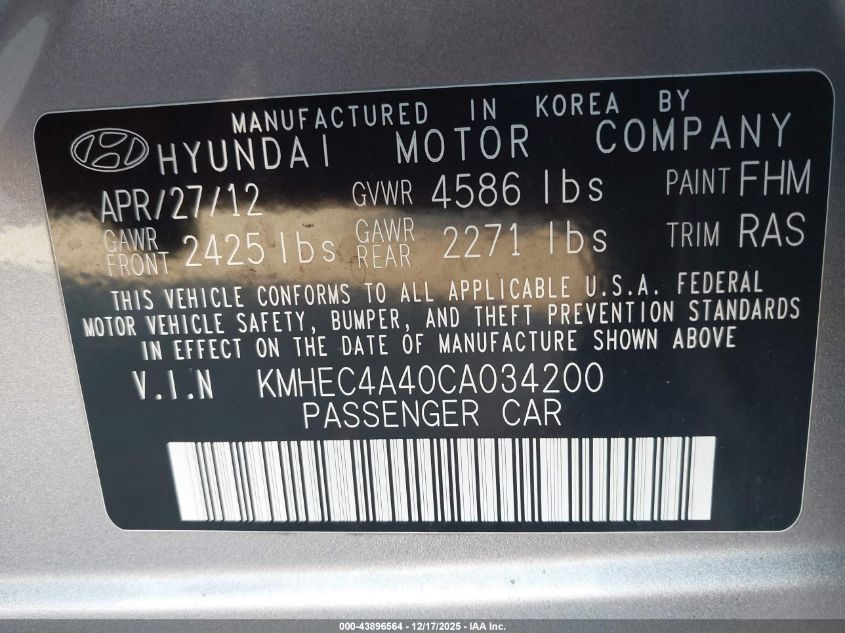 MANUFACTURED IN KOREA BY
HYUNDAI MOTOR COMPANY
APR/27/12 GVWR 4586 lbs PAINT FHM
GAWR FRONT 2425 lbs GAWR REAR 2271 lbs TRIM RAS
THIS VEHICLE CONFORMS TO ALL APPLICABLE U.S.A. FEDERAL
MOTOR VEHICLE SAFETY, BUMPER, AND THEFT PREVENTION STANDARDS
IN EFFECT ON THE DATE OF MANUFACTURE SHOWN ABOVE
V.I.N KMHEC4A40CA034200
PASSENGER CAR
000-43896564 - 12/17/2025 - IAA Inc.